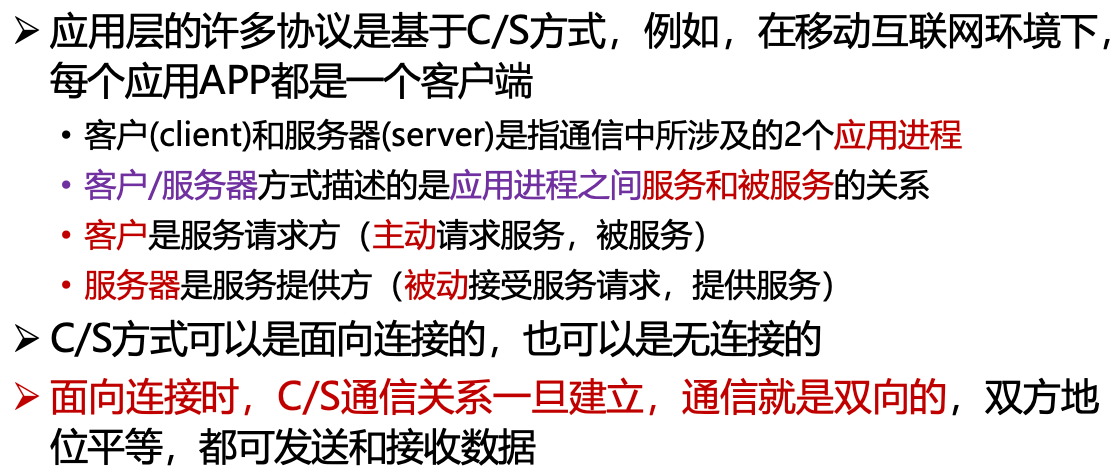 ➢ 应用层的许多协议是基于C/S方式，例如，在移动互联网环境下，
每个应用APP都是一个客户端
• 客户(client)和服务器(server)是指通信中所涉及的2个应用进程
• 客户/服务器方式描述的是应用进程之间服务和被服务的关系
• 客户是服务请求方（主动请求服务，被服务）
• 服务器是服务提供方（被动接受服务请求，提供服务）
➢ C/S方式可以是面向连接的，也可以是无连接的
➢ 面向连接时，C/S通信关系一旦建立，通信就是双向的，双方地
位平等，都可发送和接收数据